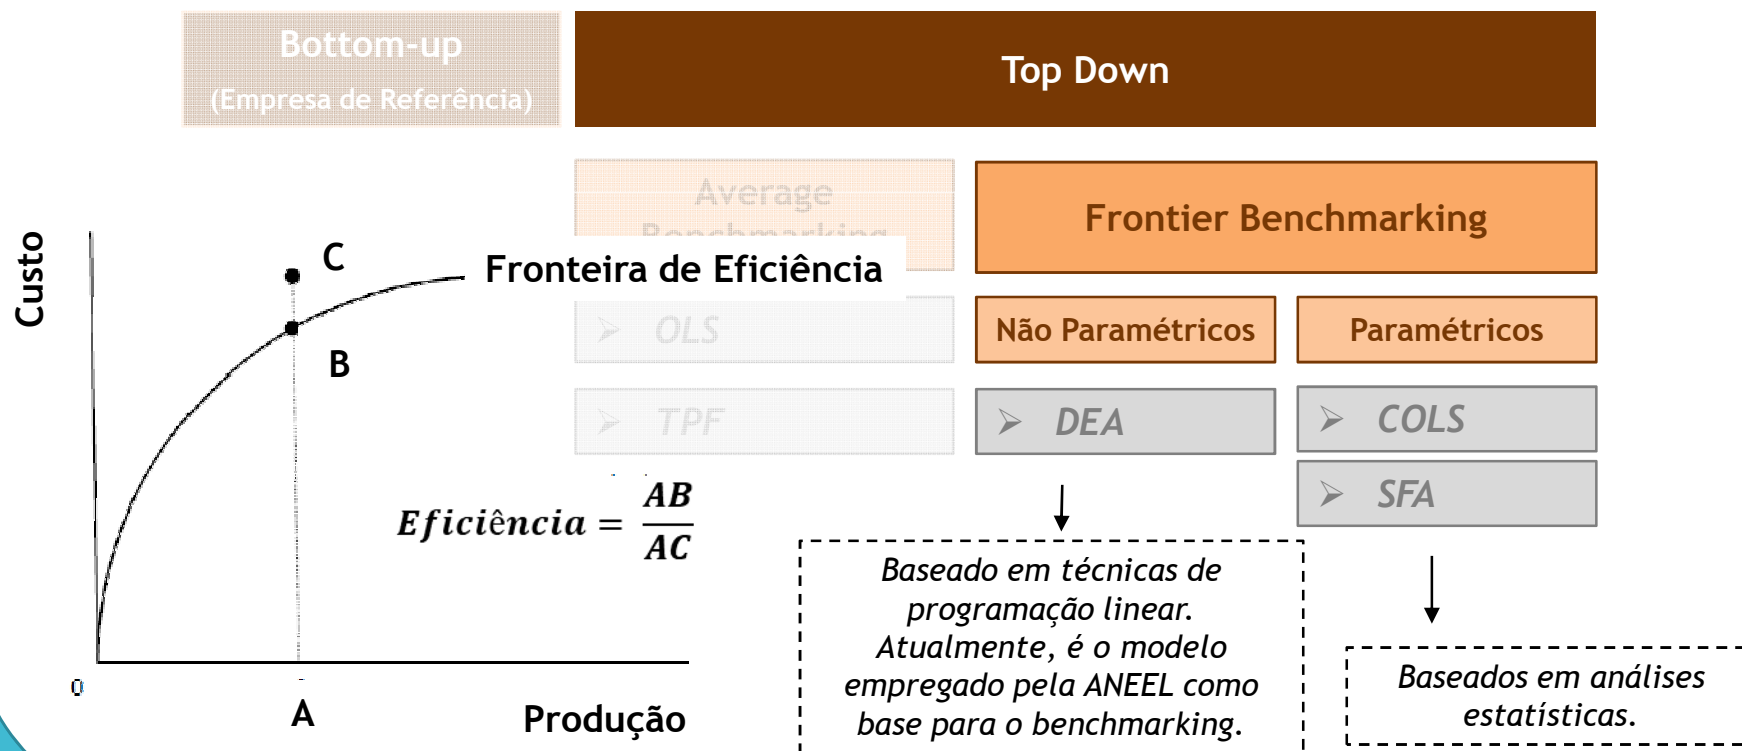 Bottom-up
(Empresa de Referência)
Top Down
Average
Benchmarking
Frontier Benchmarking
Custo
C
Fronteira de Eficiência
B
➢ OLS
Não Paramétricos
Paramétricos
➢ TPF
➢ DEA
➢ COLS
➢ SFA
Eficiência = AB
AC
0
A
Produção
Baseado em técnicas de
programação linear.
Atualmente, é o modelo
empregado pela ANEEL como
base para o benchmarking.
Baseados em análises
estatísticas.